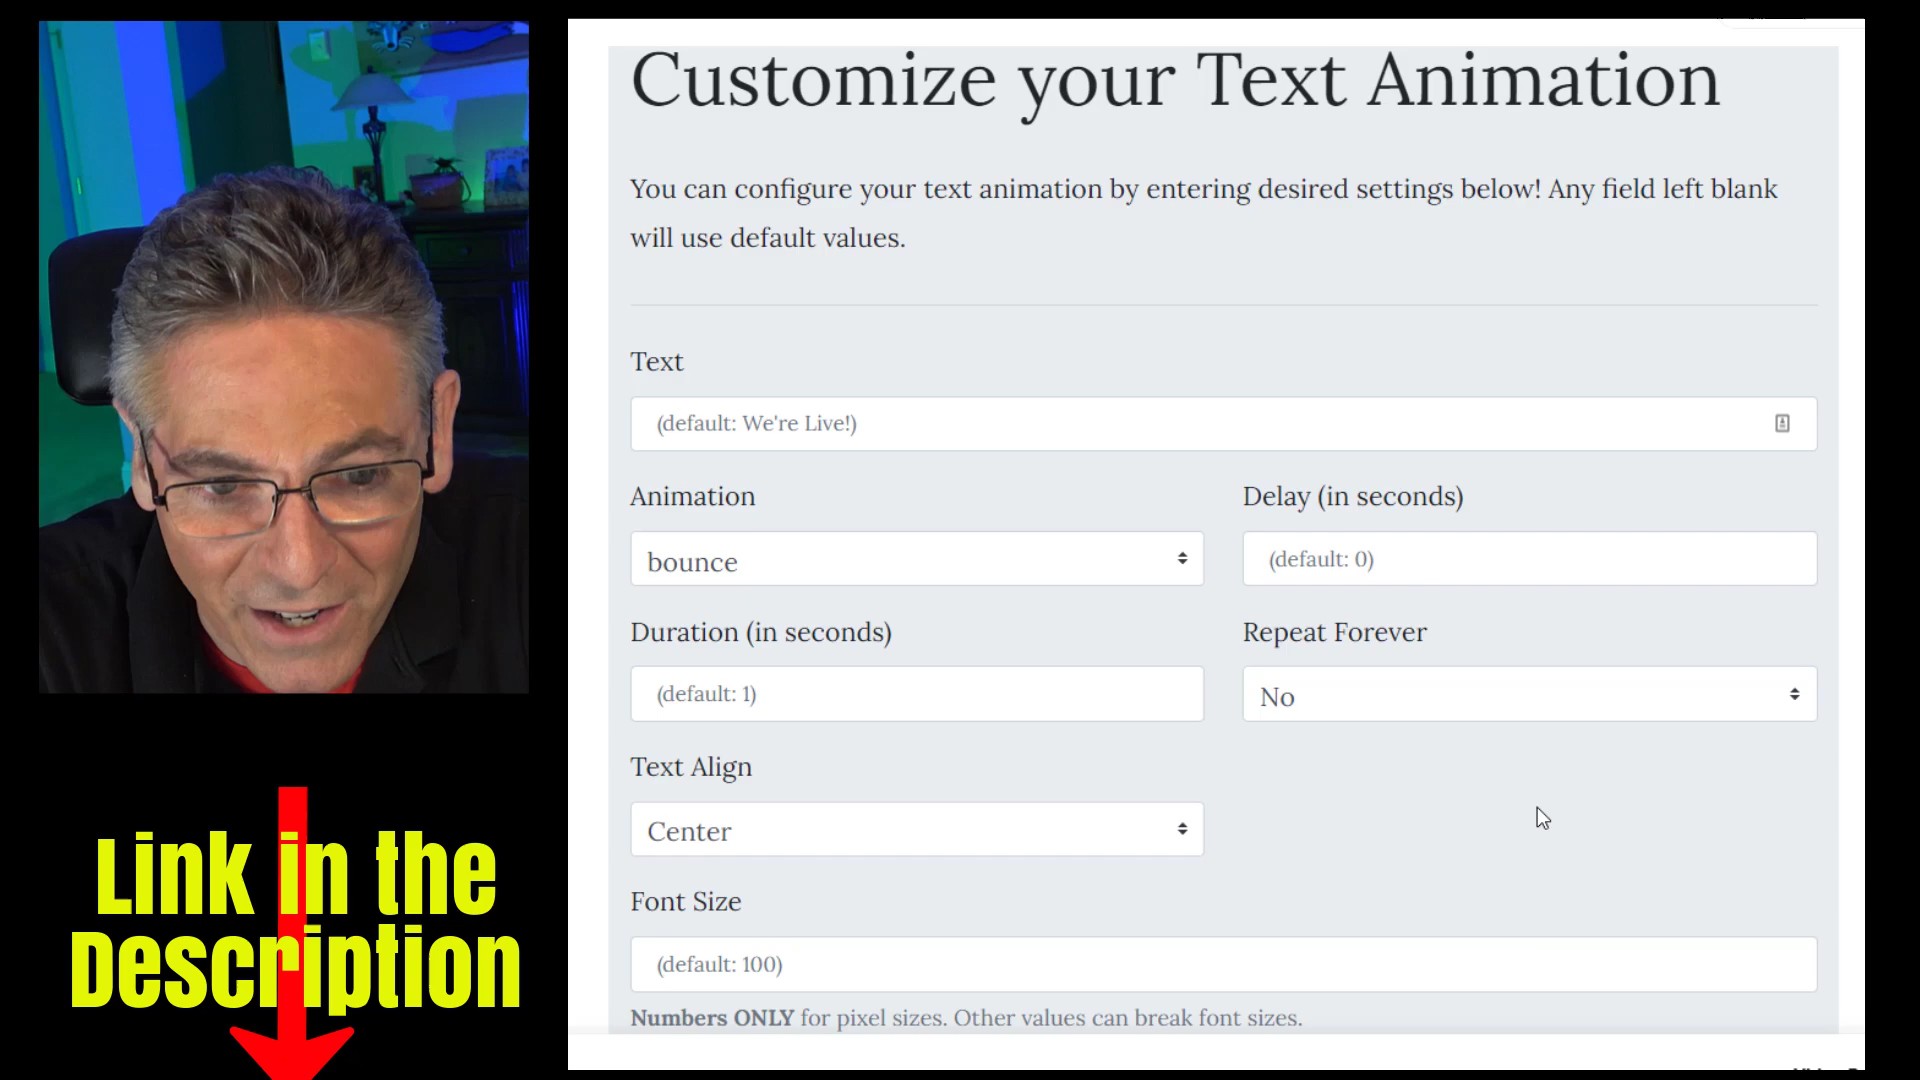 Customize your Text Animation
You can configure your text animation by entering desired settings below! Any field left blank
will use default values.
Text
(default: We're Live!)
Animation
Delay (in seconds)
bounce
(default: 0)
Duration (in seconds)
Repeat Forever
(default: 1)
No
Text Align
Center
Font Size
(default: 100)
Numbers ONLY for pixel sizes. Other values can break font sizes.
Link in the
Description